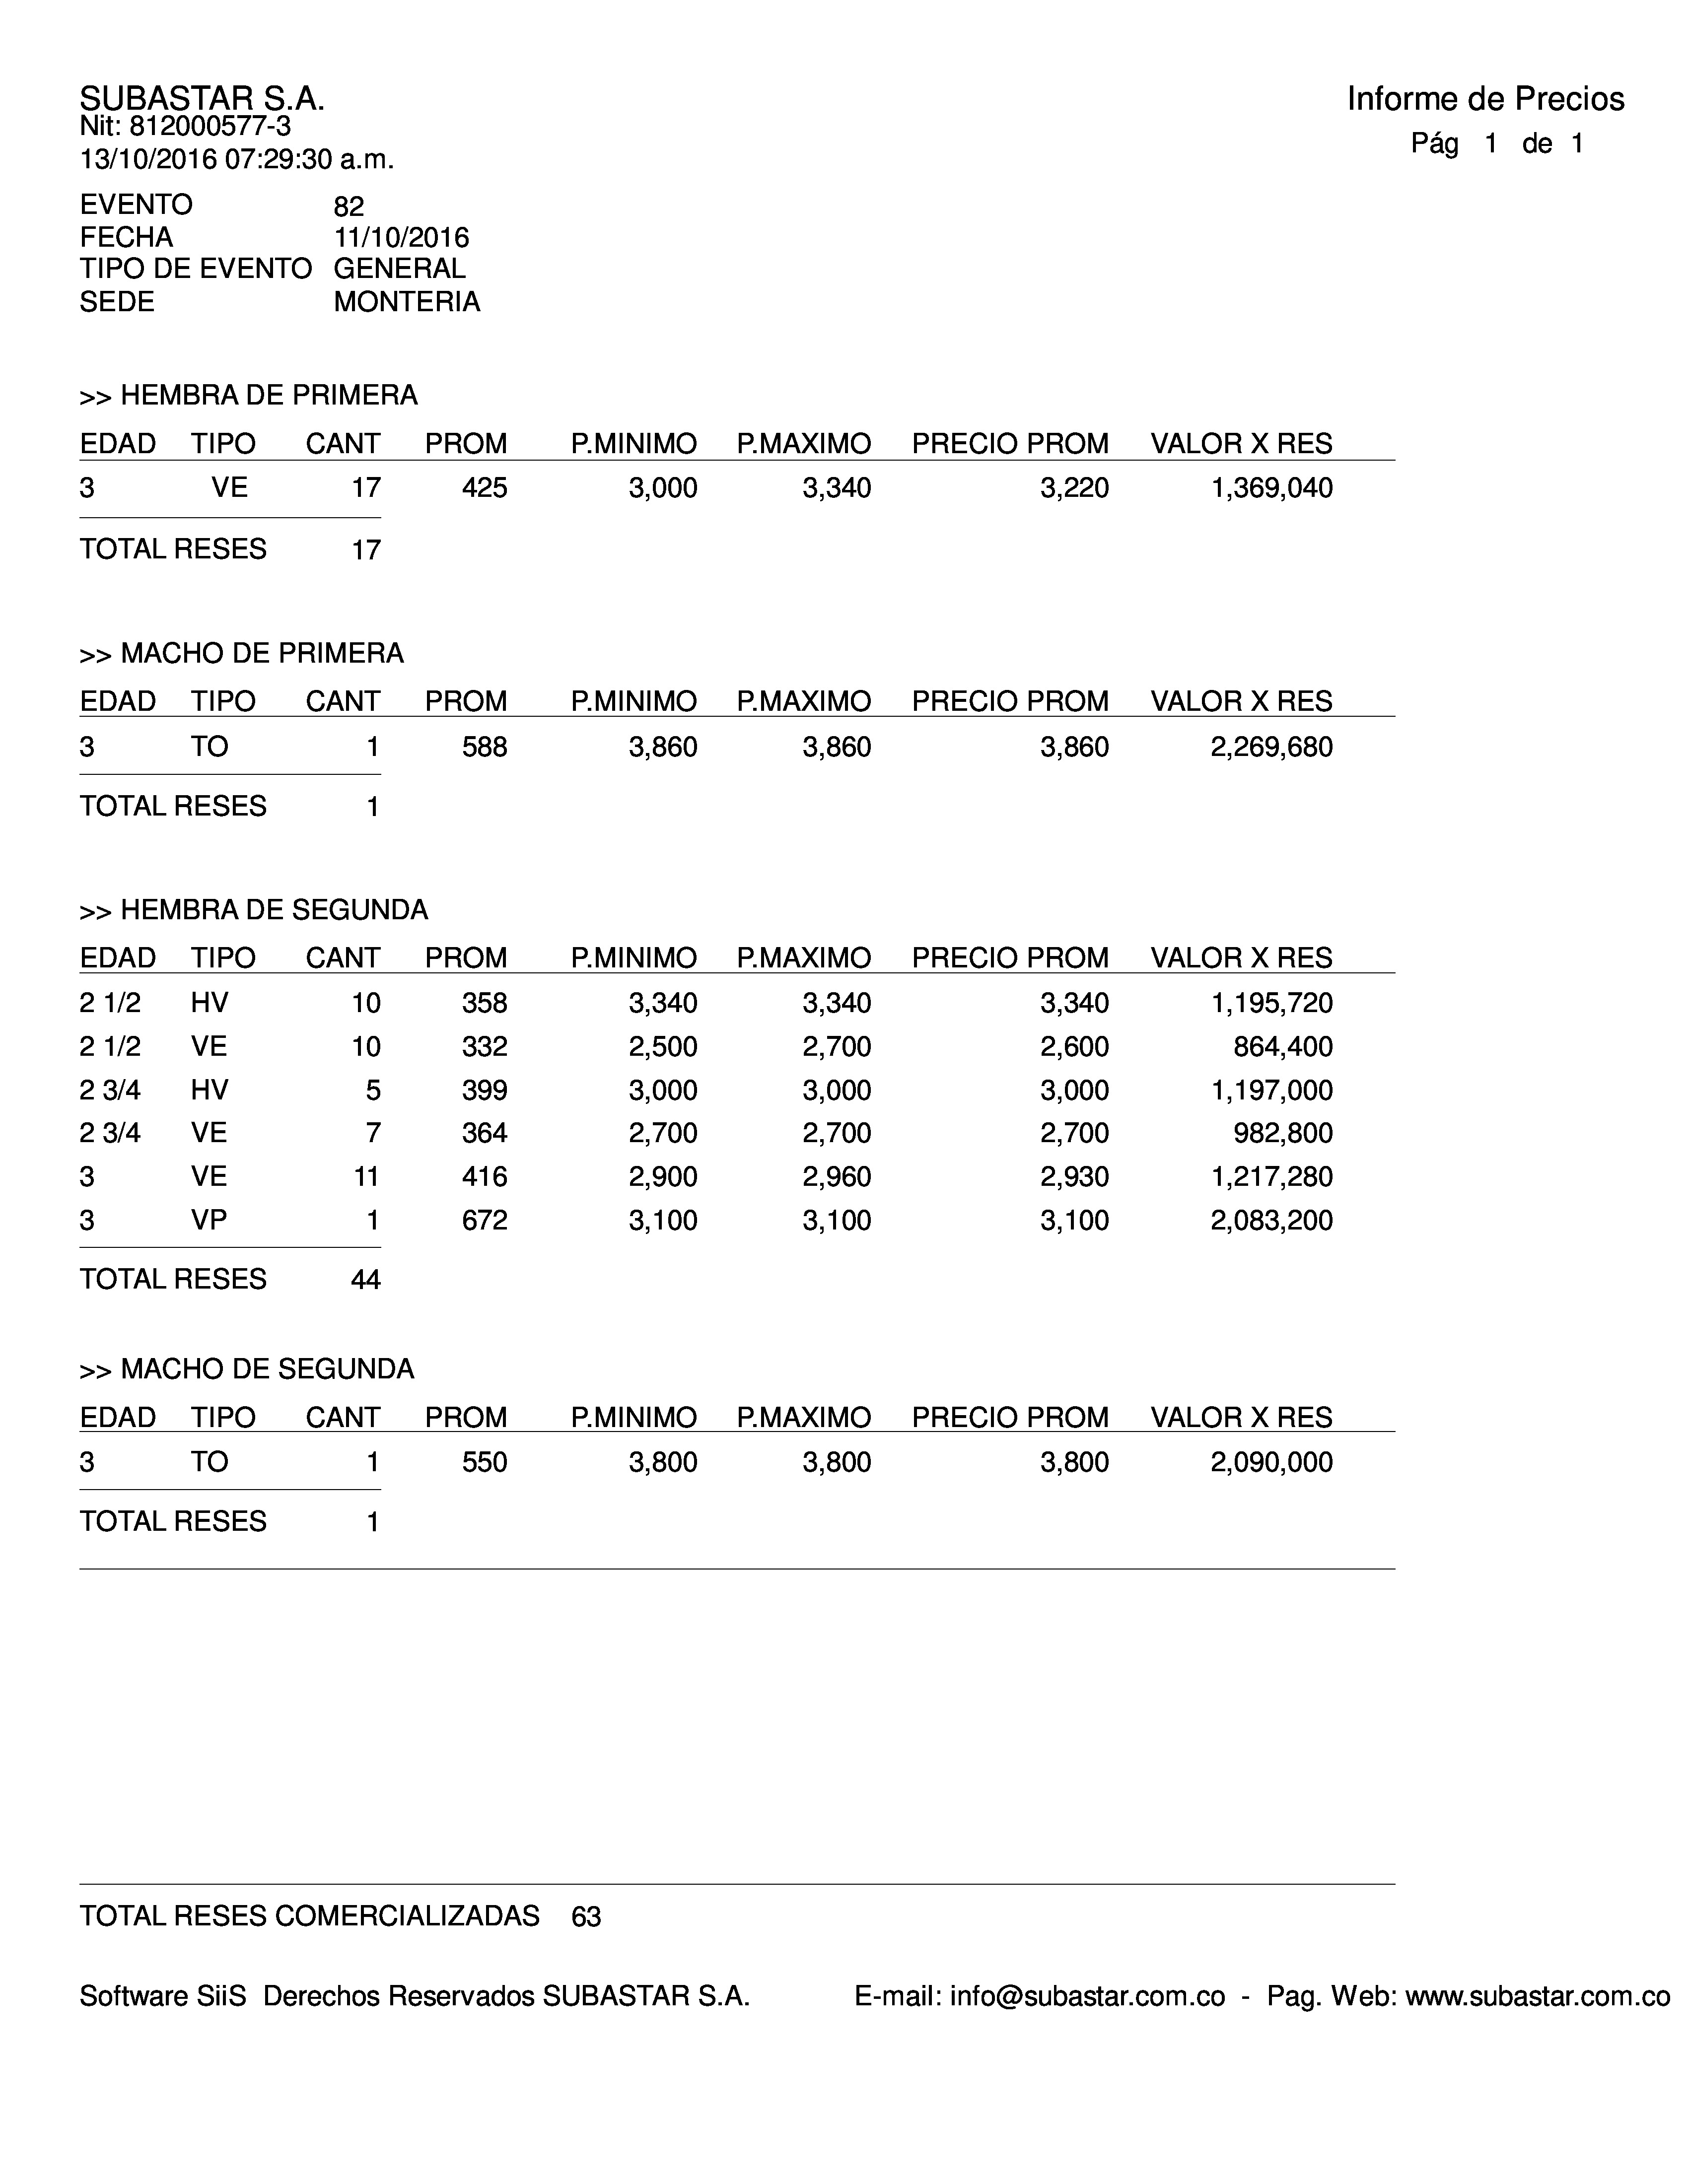 SUBASTAR S.A.
Informe de Precios
Nit: 812000577-3
Pág 1 de 1
13/10/2016 07:29:30 a.m.
EVENTO 82
FECHA 11/10/2016
TIPO DE EVENTO GENERAL
SEDE MONTERIA
>> HEMBRA DE PRIMERA
EDAD TIPO CANT PROM P.MINIMO P.MAXIMO PRECIO PROM VALOR X RES
3 VE 17 425 3,000 3,340 3,220 1,369,040
TOTAL RESES 17
>> MACHO DE PRIMERA
EDAD TIPO CANT PROM P.MINIMO P.MAXIMO PRECIO PROM VALOR X RES
3 TO 1 588 3,860 3,860 3,860 2,269,680
TOTAL RESES 1
>> HEMBRA DE SEGUNDA
EDAD TIPO CANT PROM P.MINIMO P.MAXIMO PRECIO PROM VALOR X RES
2 1/2 HV 10 358 3,340 3,340 3,340 1,195,720
2 1/2 VE 10 332 2,500 2,700 2,600 864,400
2 3/4 HV 5 399 3,000 3,000 3,000 1,197,000
2 3/4 VE 7 364 2,700 2,700 2,700 982,800
3 VE 11 416 2,900 2,960 2,930 1,217,280
3 VP 1 672 3,100 3,100 3,100 2,083,200
TOTAL RESES 44
>> MACHO DE SEGUNDA
EDAD TIPO CANT PROM P.MINIMO P.MAXIMO PRECIO PROM VALOR X RES
3 TO 1 550 3,800 3,800 3,800 2,090,000
TOTAL RESES 1
TOTAL RESES COMERCIALIZADAS 63
Software SiiS Derechos Reservados SUBASTAR S.A. E-mail: info@subastar.com.co - Pag. Web: www.subastar.com.co